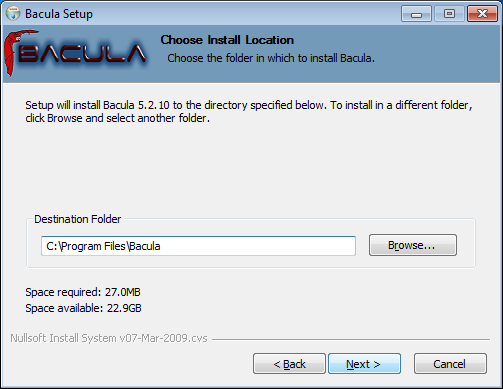 Bacula Setup
BACULA
Choose Install Location
Choose the folder in which to install Bacula.
Setup will install Bacula 5.2.10 to the directory specified below. To install in a different folder,
click Browse and select another folder.
Destination Folder
C:\Program Files\Bacula
Browse...
Space required: 27.0MB
Space available: 22.9GB
Nullsoft Install System v07-Mar-2009.cvs
< Back
Next >
Cancel